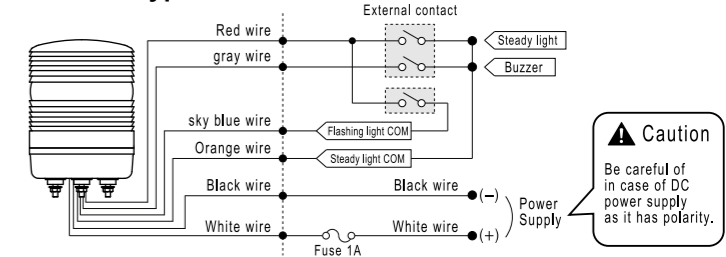 External contact
Red wire
Steady light
gray wire
Buzzer
sky blue wire
Flashing light COM
Orange wire
Steady light COM
Black wire
Black wire
(−)
Power
Supply
White wire
White wire
(+)
Fuse 1A
Caution
Be careful of
in case of DC
power supply
as it has polarity.